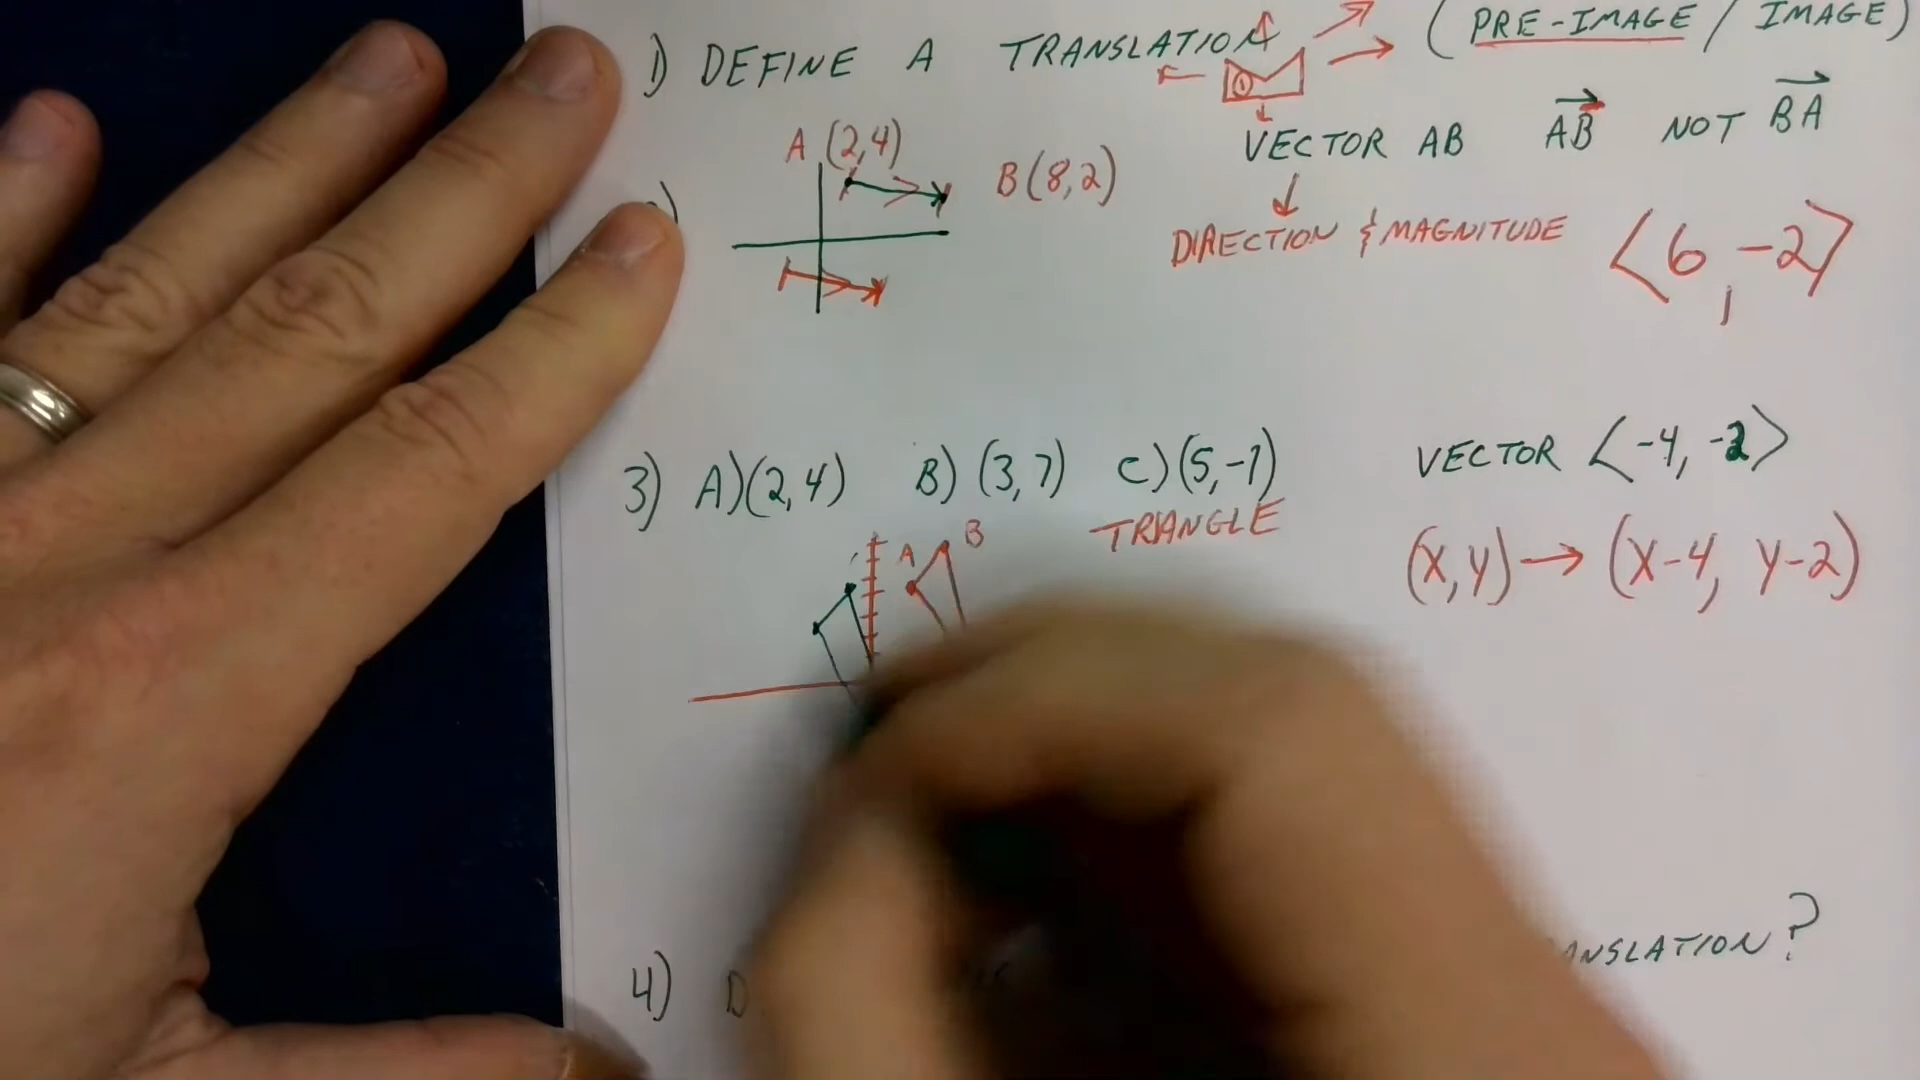 1) DEFINE A TRANSLATION (PRE-IMAGE / IMAGE)
VECTOR AB AB NOT BA
A (2,4) B(8,2)
DIRECTION & MAGNITUDE <6, -2>
3) A)(2,4) B) (3,7) C)(5,-1) VECTOR <-4, -2>
TRIANGLE
A B
(X,Y) → (X-4, Y-2)
4) D ?